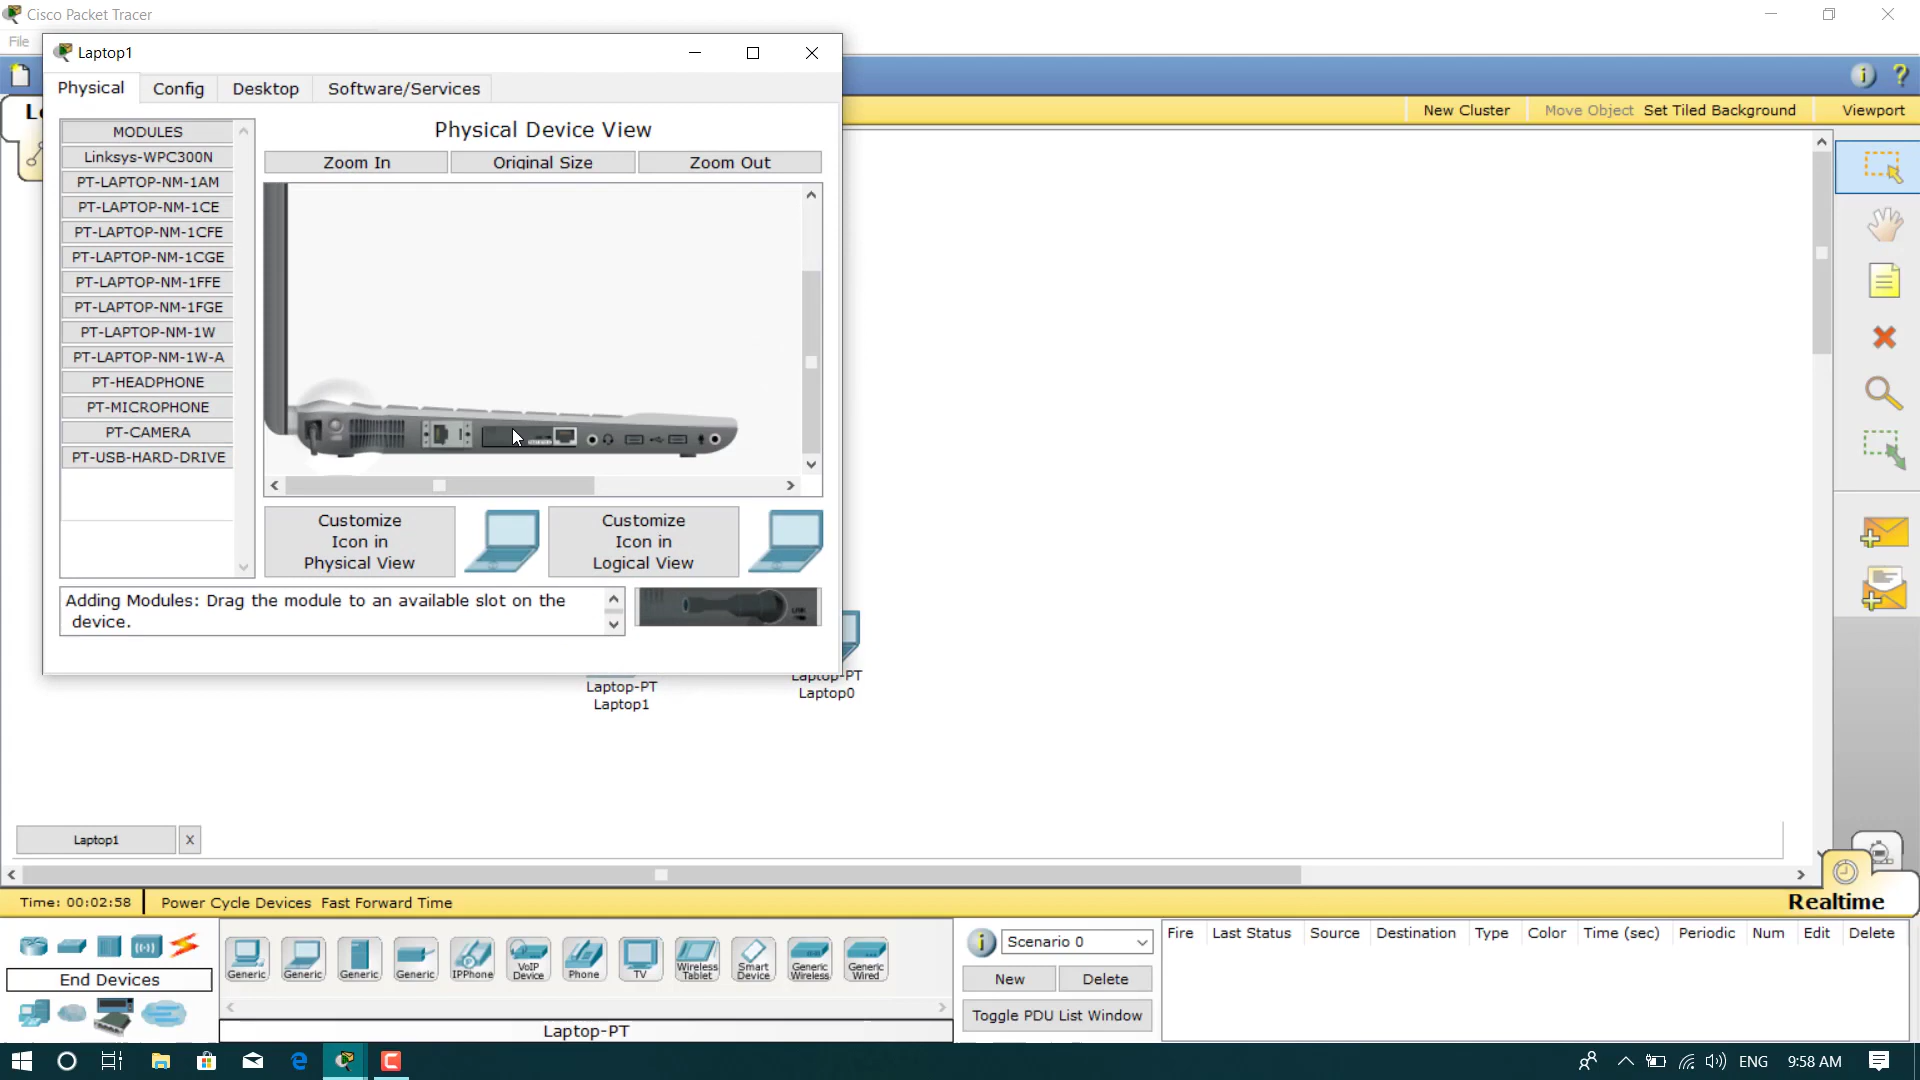 Cisco Packet Tracer
File
Laptop1
Physical
Config
Desktop
Software/Services
New Cluster
Move Object
Set Tiled Background
Viewport
MODULES
Linksys-WPC300N
PT-LAPTOP-NM-1AM
PT-LAPTOP-NM-1CE
PT-LAPTOP-NM-1CFE
PT-LAPTOP-NM-1CGE
PT-LAPTOP-NM-1FFE
PT-LAPTOP-NM-1FGE
PT-LAPTOP-NM-1W
PT-LAPTOP-NM-1W-A
PT-HEADPHONE
PT-MICROPHONE
PT-CAMERA
PT-USB-HARD-DRIVE
Physical Device View
Zoom In
Original Size
Zoom Out
Customize
Icon in
Physical View
Customize
Icon in
Logical View
Adding Modules: Drag the module to an available slot on the
device.
Laptop-PT
Laptop1
Laptop-PT
Laptop0
Laptop1
X
Time: 00:02:58
Power Cycle Devices
Fast Forward Time
Realtime
End Devices
Generic
Generic
Generic
Generic
IPPhone
VoIP
Device
Phone
TV
Wireless
Tablet
Smart
Device
Generic
Wireless
Generic
Wired
Laptop-PT
Scenario 0
New
Delete
Toggle PDU List Window
Fire
Last Status
Source
Destination
Type
Color
Time (sec)
Periodic
Num
Edit
Delete
ENG
9:58 AM